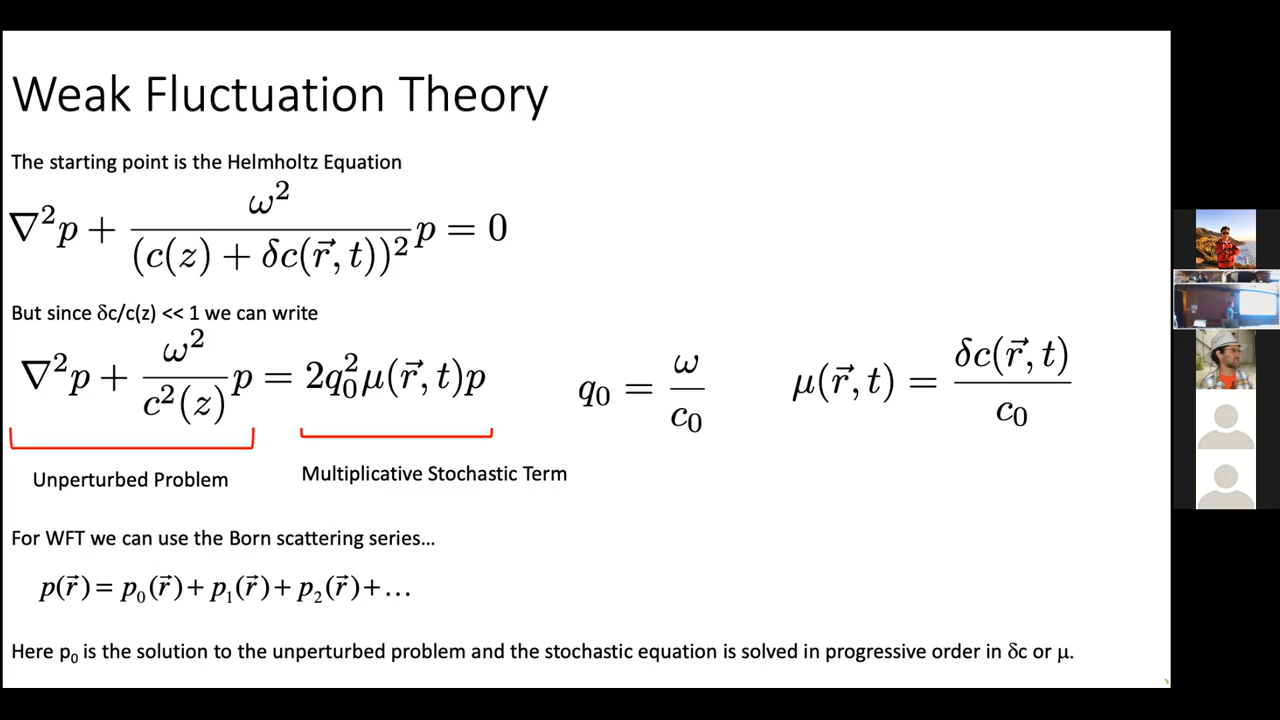 Weak Fluctuation Theory
The starting point is the Helmholtz Equation
∇²p + ω² / (c(z) + δc(r⃗, t))² p = 0
But since δc/c(z) << 1 we can write
∇²p + ω² / c²(z) p = 2q₀²μ(r⃗, t)p
q₀ = ω / c₀
μ(r⃗, t) = δc(r⃗, t) / c₀
Unperturbed Problem
Multiplicative Stochastic Term
For WFT we can use the Born scattering series...
p(r⃗) = p₀(r⃗) + p₁(r⃗) + p₂(r⃗) + ...
Here p₀ is the solution to the unperturbed problem and the stochastic equation is solved in progressive order in δc or μ.